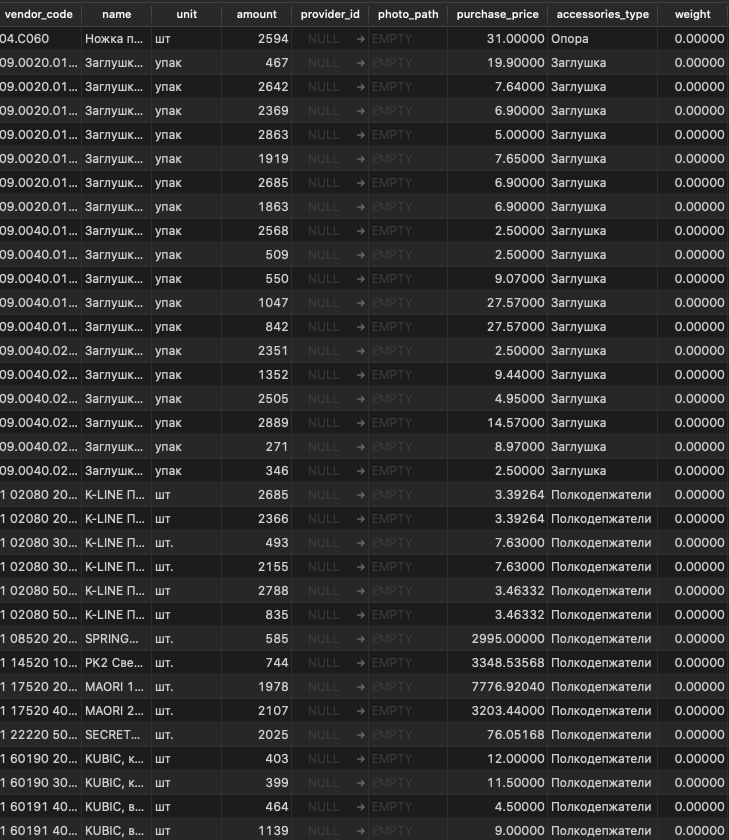 vendor_code name unit amount provider_id photo_path purchase_price accessories_type weight
04.C060 Ножка п... шт 2594 NULL → EMPTY 31.00000 Опора 0.00000
09.0020.01... Заглушк... упак 467 NULL → EMPTY 19.90000 Заглушка 0.00000
09.0020.01... Заглушк... упак 2642 NULL → EMPTY 7.64000 Заглушка 0.00000
09.0020.01... Заглушк... упак 2369 NULL → EMPTY 6.90000 Заглушка 0.00000
09.0020.01... Заглушк... упак 2863 NULL → EMPTY 5.00000 Заглушка 0.00000
09.0020.01... Заглушк... упак 1919 NULL → EMPTY 7.65000 Заглушка 0.00000
09.0020.01... Заглушк... упак 2685 NULL → EMPTY 6.90000 Заглушка 0.00000
09.0020.01... Заглушк... упак 1863 NULL → EMPTY 6.90000 Заглушка 0.00000
09.0040.01... Заглушк... упак 2568 NULL → EMPTY 2.50000 Заглушка 0.00000
09.0040.01... Заглушк... упак 509 NULL → EMPTY 2.50000 Заглушка 0.00000
09.0040.01... Заглушк... упак 550 NULL → EMPTY 9.07000 Заглушка 0.00000
09.0040.01... Заглушк... упак 1047 NULL → EMPTY 27.57000 Заглушка 0.00000
09.0040.01... Заглушк... упак 842 NULL → EMPTY 27.57000 Заглушка 0.00000
09.0040.02... Заглушк... упак 2351 NULL → EMPTY 2.50000 Заглушка 0.00000
09.0040.02... Заглушк... упак 1352 NULL → EMPTY 9.44000 Заглушка 0.00000
09.0040.02... Заглушк... упак 2505 NULL → EMPTY 4.95000 Заглушка 0.00000
09.0040.02... Заглушк... упак 2889 NULL → EMPTY 14.57000 Заглушка 0.00000
09.0040.02... Заглушк... упак 271 NULL → EMPTY 8.97000 Заглушка 0.00000
09.0040.02... Заглушк... упак 346 NULL → EMPTY 2.50000 Заглушка 0.00000
1 02080 20... K-LINE П... шт 2685 NULL → EMPTY 3.39264 Полкодепжатели 0.00000
1 02080 20... K-LINE П... шт 2366 NULL → EMPTY 3.39264 Полкодепжатели 0.00000
1 02080 30... K-LINE П... шт. 493 NULL → EMPTY 7.63000 Полкодепжатели 0.00000
1 02080 30... K-LINE П... шт. 2155 NULL → EMPTY 7.63000 Полкодепжатели 0.00000
1 02080 50... K-LINE П... шт 2788 NULL → EMPTY 3.46332 Полкодепжатели 0.00000
1 02080 50... K-LINE П... шт 835 NULL → EMPTY 3.46332 Полкодепжатели 0.00000
1 08520 20... SPRING... шт. 585 NULL → EMPTY 2995.00000 Полкодепжатели 0.00000
1 14520 10... PK2 Све... шт. 744 NULL → EMPTY 3348.53568 Полкодепжатели 0.00000
1 17520 20... MAORI 1... шт. 1978 NULL → EMPTY 7776.92040 Полкодепжатели 0.00000
1 17520 40... MAORI 2... шт. 2107 NULL → EMPTY 3203.44000 Полкодепжатели 0.00000
1 22220 50... SECRET... шт. 2025 NULL → EMPTY 76.05168 Полкодепжатели 0.00000
1 60190 20... KUBIC, к... шт 403 NULL → EMPTY 12.00000 Полкодепжатели 0.00000
1 60190 30... KUBIC, к... шт 399 NULL → EMPTY 11.50000 Полкодепжатели 0.00000
1 60191 40... KUBIC, в... шт 464 NULL → EMPTY 4.50000 Полкодепжатели 0.00000
1 60191 40... KUBIC, в... шт 1139 NULL → EMPTY 9.00000 Полкодепжатели 0.00000